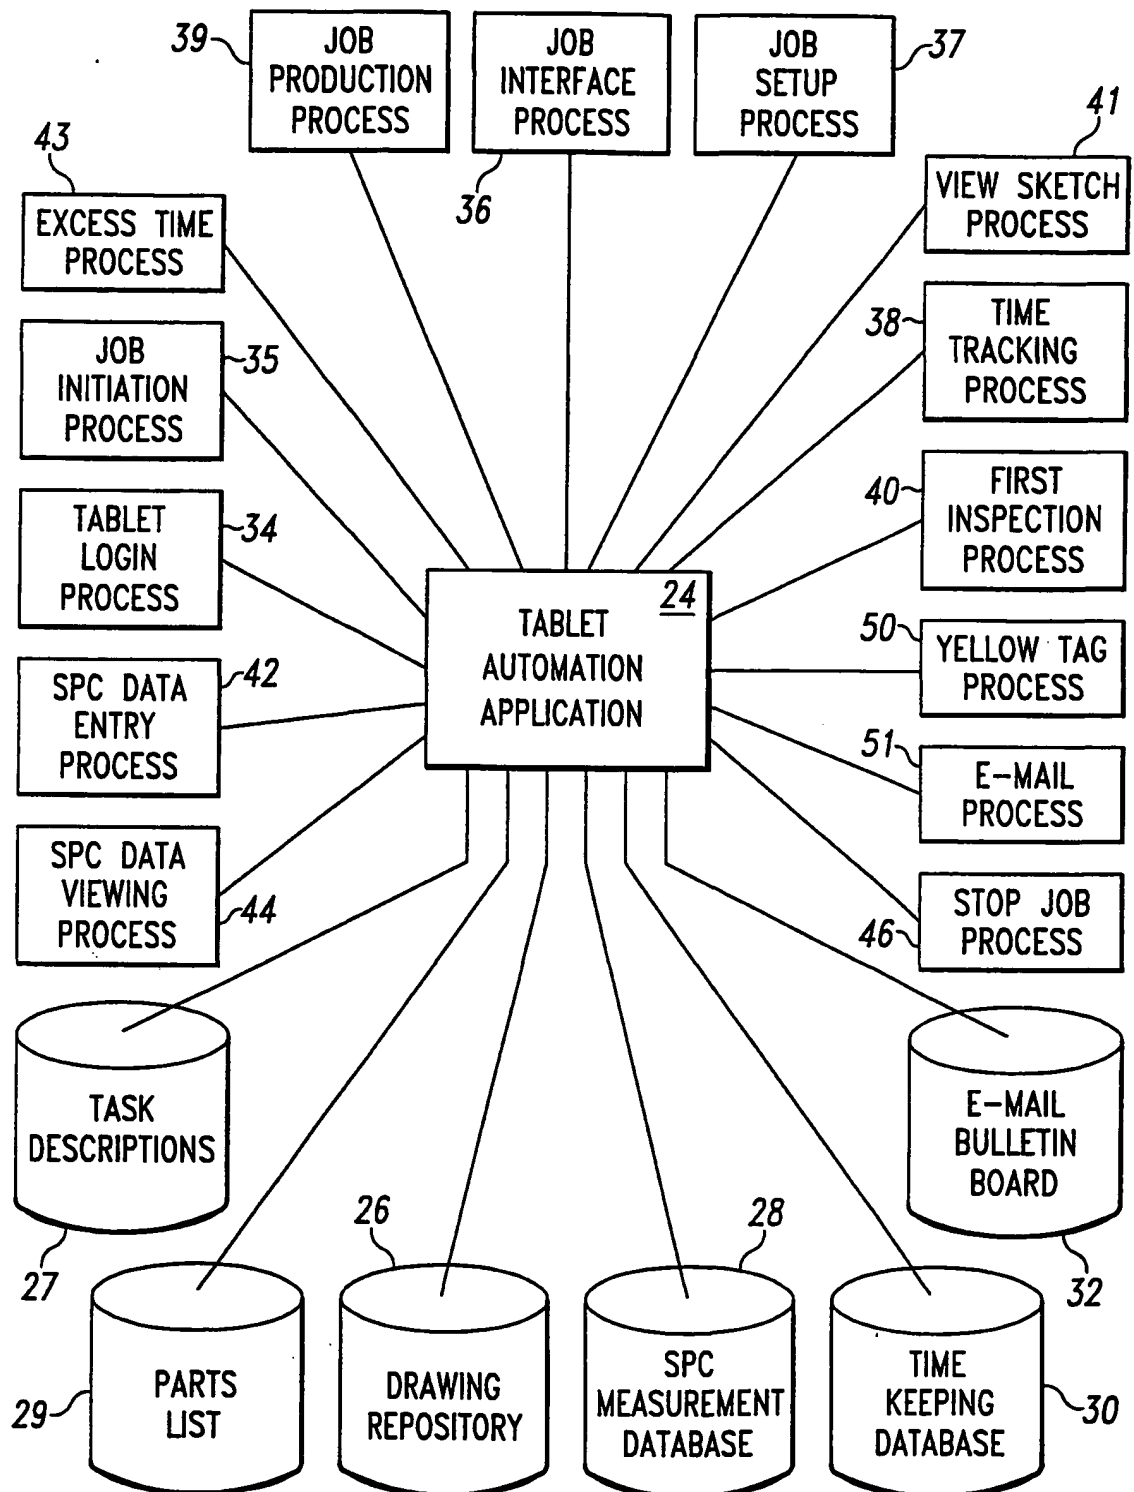 39
JOB
PRODUCTION
PROCESS
JOB
INTERFACE
PROCESS
36
JOB
SETUP
PROCESS
37
43
EXCESS TIME
PROCESS
41
VIEW SKETCH
PROCESS
JOB
INITIATION
PROCESS
35
38
TIME
TRACKING
PROCESS
TABLET
LOGIN
PROCESS
34
40
FIRST
INSPECTION
PROCESS
24
TABLET
AUTOMATION
APPLICATION
SPC DATA
ENTRY
PROCESS
42
50
YELLOW TAG
PROCESS
51
E-MAIL
PROCESS
SPC DATA
VIEWING
PROCESS
44
46
STOP JOB
PROCESS
TASK
DESCRIPTIONS
27
E-MAIL
BULLETIN
BOARD
32
29
PARTS
LIST
26
DRAWING
REPOSITORY
28
SPC
MEASUREMENT
DATABASE
TIME
KEEPING
DATABASE
30